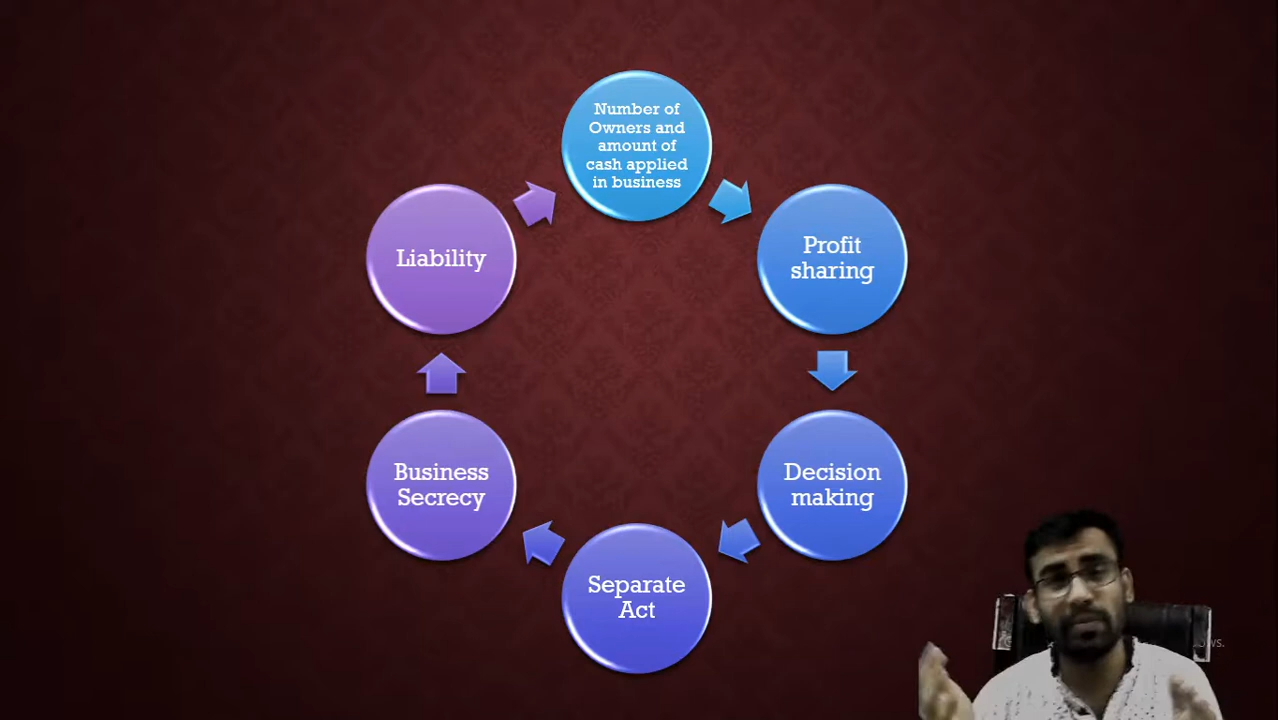 Number of
Owners and
amount of
cash applied
in business
Profit
sharing
Decision
making
Separate
Act
Business
Secrecy
Liability